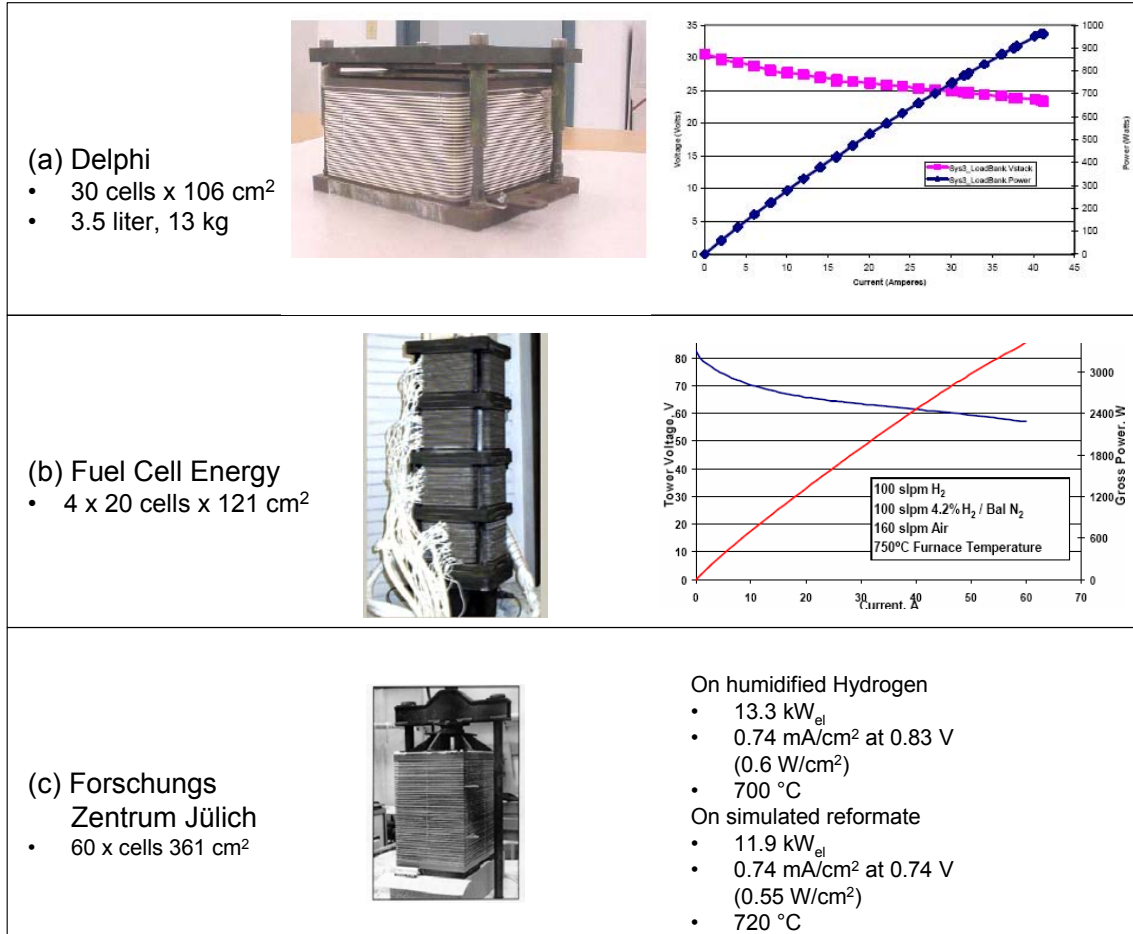 (a) Delphi
• 30 cells x 106 cm²
• 3.5 liter, 13 kg
35
30
25
20
15
10
5
0
Voltage (Volts)
1000
900
800
700
600
500
400
300
200
100
0
Power (Watts)
Sys3_LoadBank Vstack
Sys3_LoadBank Power
0 5 10 15 20 25 30 35 40 45
Current (Amperes)
(b) Fuel Cell Energy
• 4 x 20 cells x 121 cm²
80
70
60
50
40
30
20
10
0
Tower Voltage, V
3000
2400
1800
1200
600
0
Gross Power, W
100 slpm H₂
100 slpm 4.2% H₂ / Bal N₂
160 slpm Air
750°C Furnace Temperature
0 10 20 30 40 50 60 70
Current, A
(c) Forschungs
Zentrum Jülich
• 60 x cells 361 cm²
On humidified Hydrogen
• 13.3 kWel
• 0.74 mA/cm² at 0.83 V
(0.6 W/cm²)
• 700 °C
On simulated reformate
• 11.9 kWel
• 0.74 mA/cm² at 0.74 V
(0.55 W/cm²)
• 720 °C